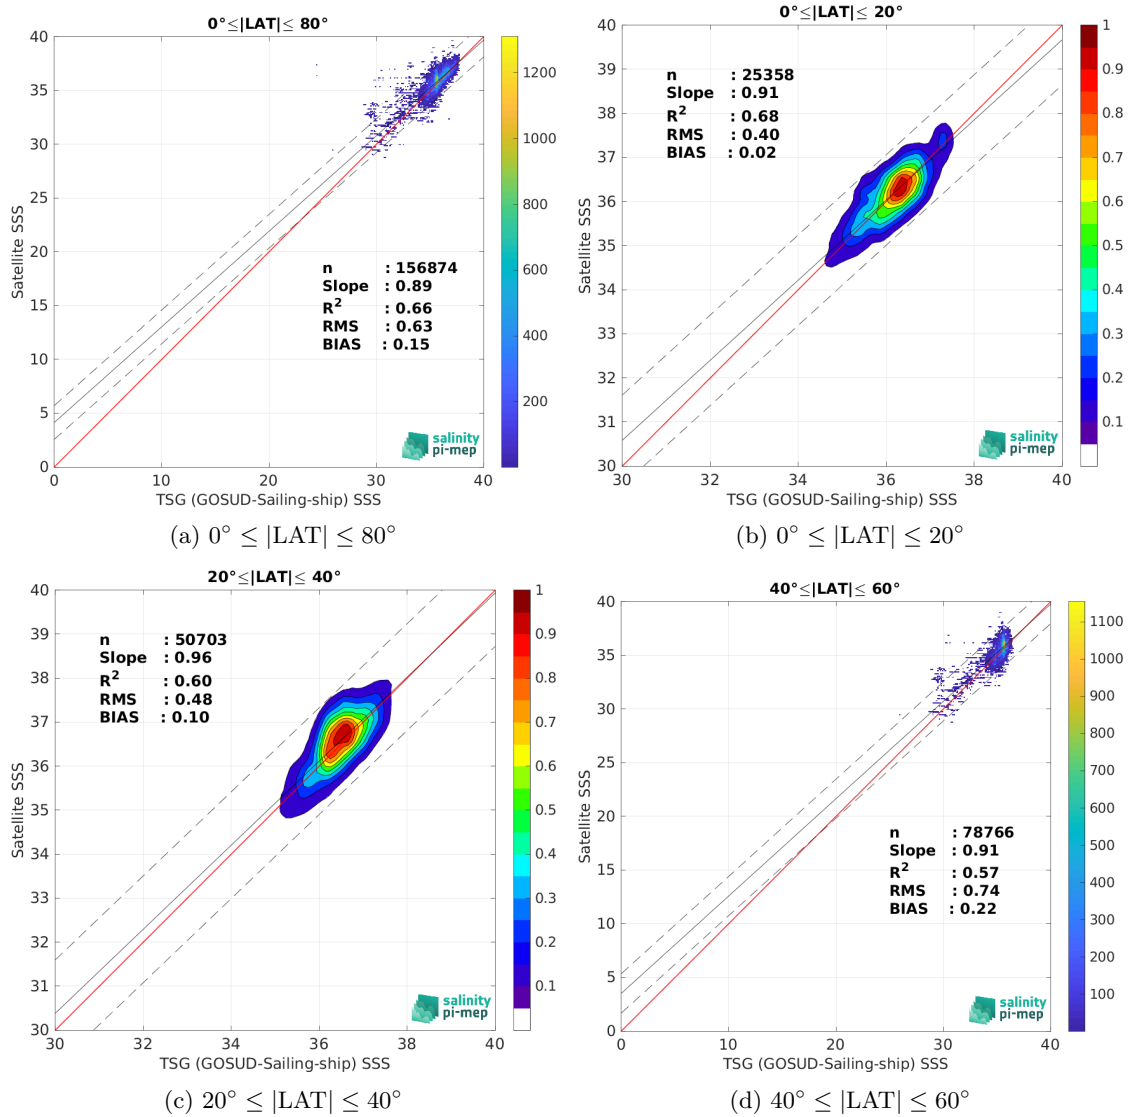 0°≤|LAT|≤ 80°
40
35
30
25
20
15
10
5
0
Satellite SSS
n : 156874
Slope : 0.89
R² : 0.66
RMS : 0.63
BIAS : 0.15
salinity
pi-mep
0 10 20 30 40
TSG (GOSUD-Sailing-ship) SSS
1200
1000
800
600
400
200
(a) 0° ≤ |LAT| ≤ 80°
0°≤|LAT|≤ 20°
40
39
38
37
36
35
34
33
32
31
30
Satellite SSS
n : 25358
Slope : 0.91
R² : 0.68
RMS : 0.40
BIAS : 0.02
salinity
pi-mep
30 32 34 36 38 40
TSG (GOSUD-Sailing-ship) SSS
1
0.9
0.8
0.7
0.6
0.5
0.4
0.3
0.2
0.1
(b) 0° ≤ |LAT| ≤ 20°
20°≤|LAT|≤ 40°
40
39
38
37
36
35
34
33
32
31
30
Satellite SSS
n : 50703
Slope : 0.96
R² : 0.60
RMS : 0.48
BIAS : 0.10
salinity
pi-mep
30 32 34 36 38 40
TSG (GOSUD-Sailing-ship) SSS
1
0.9
0.8
0.7
0.6
0.5
0.4
0.3
0.2
0.1
(c) 20° ≤ |LAT| ≤ 40°
40°≤|LAT|≤ 60°
40
35
30
25
20
15
10
5
0
Satellite SSS
n : 78766
Slope : 0.91
R² : 0.57
RMS : 0.74
BIAS : 0.22
salinity
pi-mep
0 10 20 30 40
TSG (GOSUD-Sailing-ship) SSS
1100
1000
900
800
700
600
500
400
300
200
100
(d) 40° ≤ |LAT| ≤ 60°